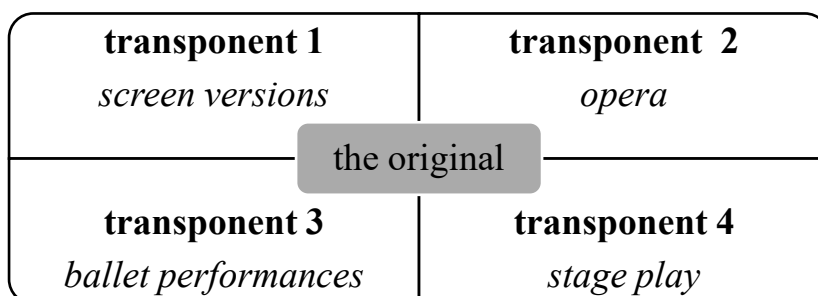 transponent 1
screen versions
transponent 2
opera
the original
transponent 3
ballet performances
transponent 4
stage play